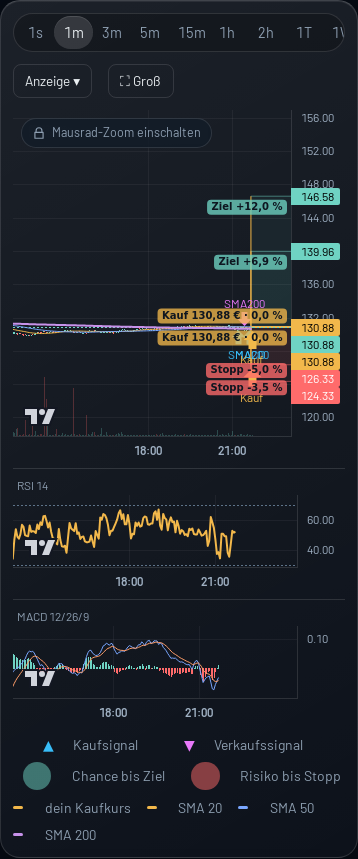 1s 1m 3m 5m 15m 1h 2h 1T
Anzeige ▾ Groß
Mausrad-Zoom einschalten
156.00
152.00
148.00
146.58
Ziel +12,0 %
144.00
139.96
Ziel +6,9 %
136.00
SMA200
132.00
Kauf 130,88 € · 0,0 %
130.88
Kauf 130,88 € · 0,0 %
130.88
130.88
Kauf
Stopp -5,0 %
126.33
Stopp -3,5 %
124.33
Kauf
120.00
18:00 21:00
RSI 14
60.00
40.00
18:00 21:00
MACD 12/26/9
0.10
18:00 21:00
▲ Kaufsignal ▼ Verkaufssignal
Chance bis Ziel Risiko bis Stopp
dein Kaufkurs SMA 20 SMA 50
SMA 200